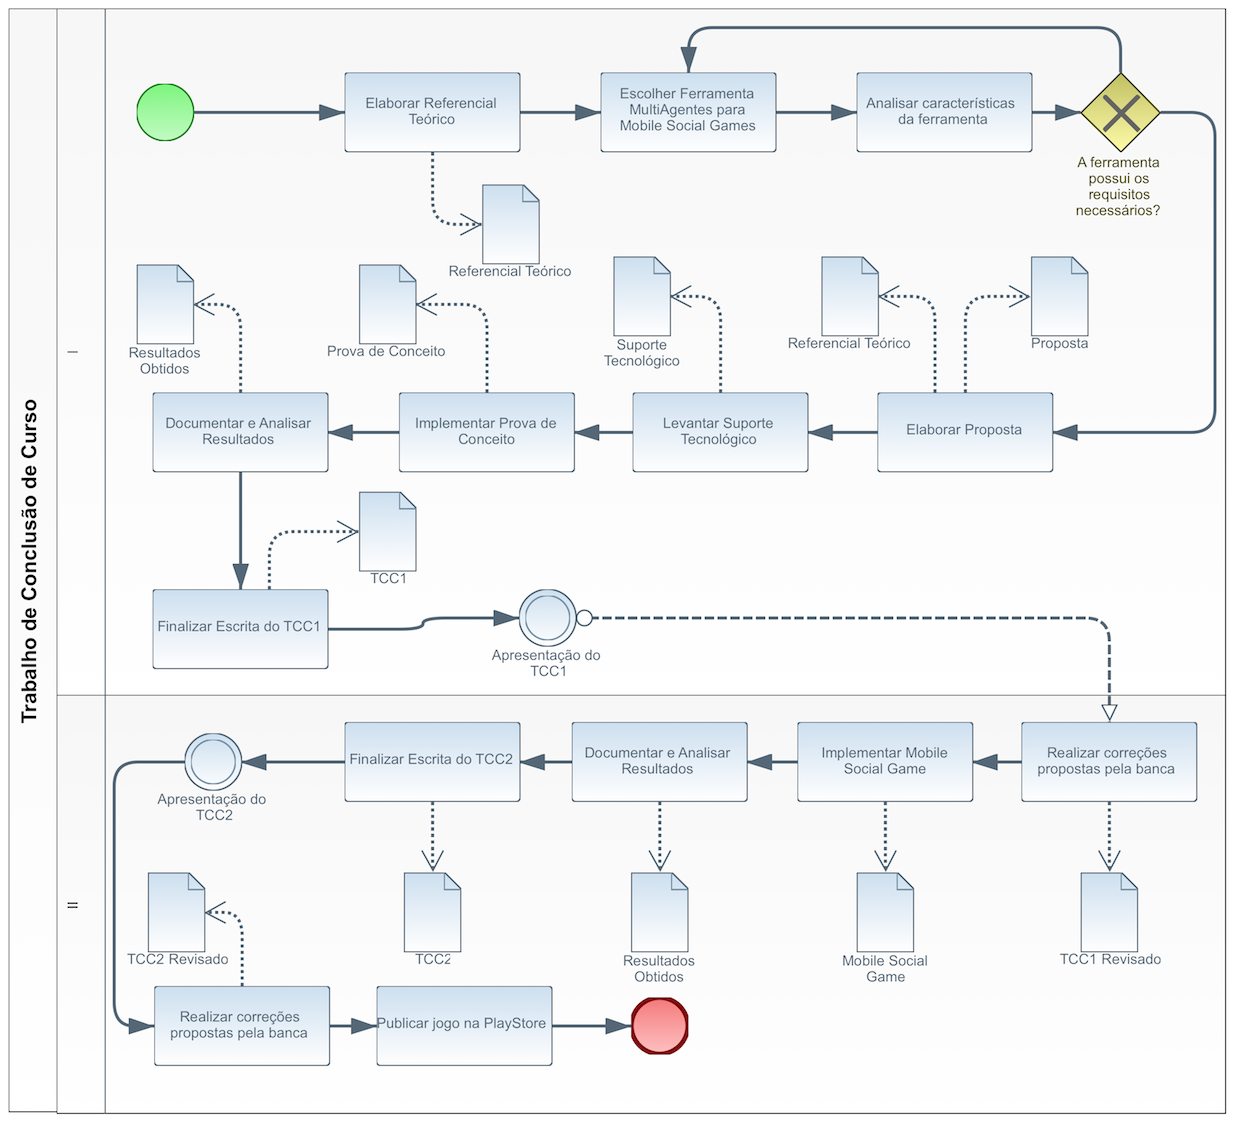 Trabalho de Conclusão de Curso
I
Elaborar Referencial
Teórico
Escolher Ferramenta
MultiAgentes para
Mobile Social Games
Analisar características
da ferramenta
A ferramenta
possui os
requisitos
necessários?
Referencial Teórico
Resultados
Obtidos
Prova de Conceito
Suporte
Tecnológico
Referencial Teórico
Proposta
Documentar e Analisar
Resultados
Implementar Prova de
Conceito
Levantar Suporte
Tecnológico
Elaborar Proposta
TCC1
Finalizar Escrita do TCC1
Apresentação do
TCC1
II
Apresentação do
TCC2
Finalizar Escrita do TCC2
Documentar e Analisar
Resultados
Implementar Mobile
Social Game
Realizar correções
propostas pela banca
TCC2 Revisado
TCC2
Resultados
Obtidos
Mobile Social
Game
TCC1 Revisado
Realizar correções
propostas pela banca
Publicar jogo na PlayStore